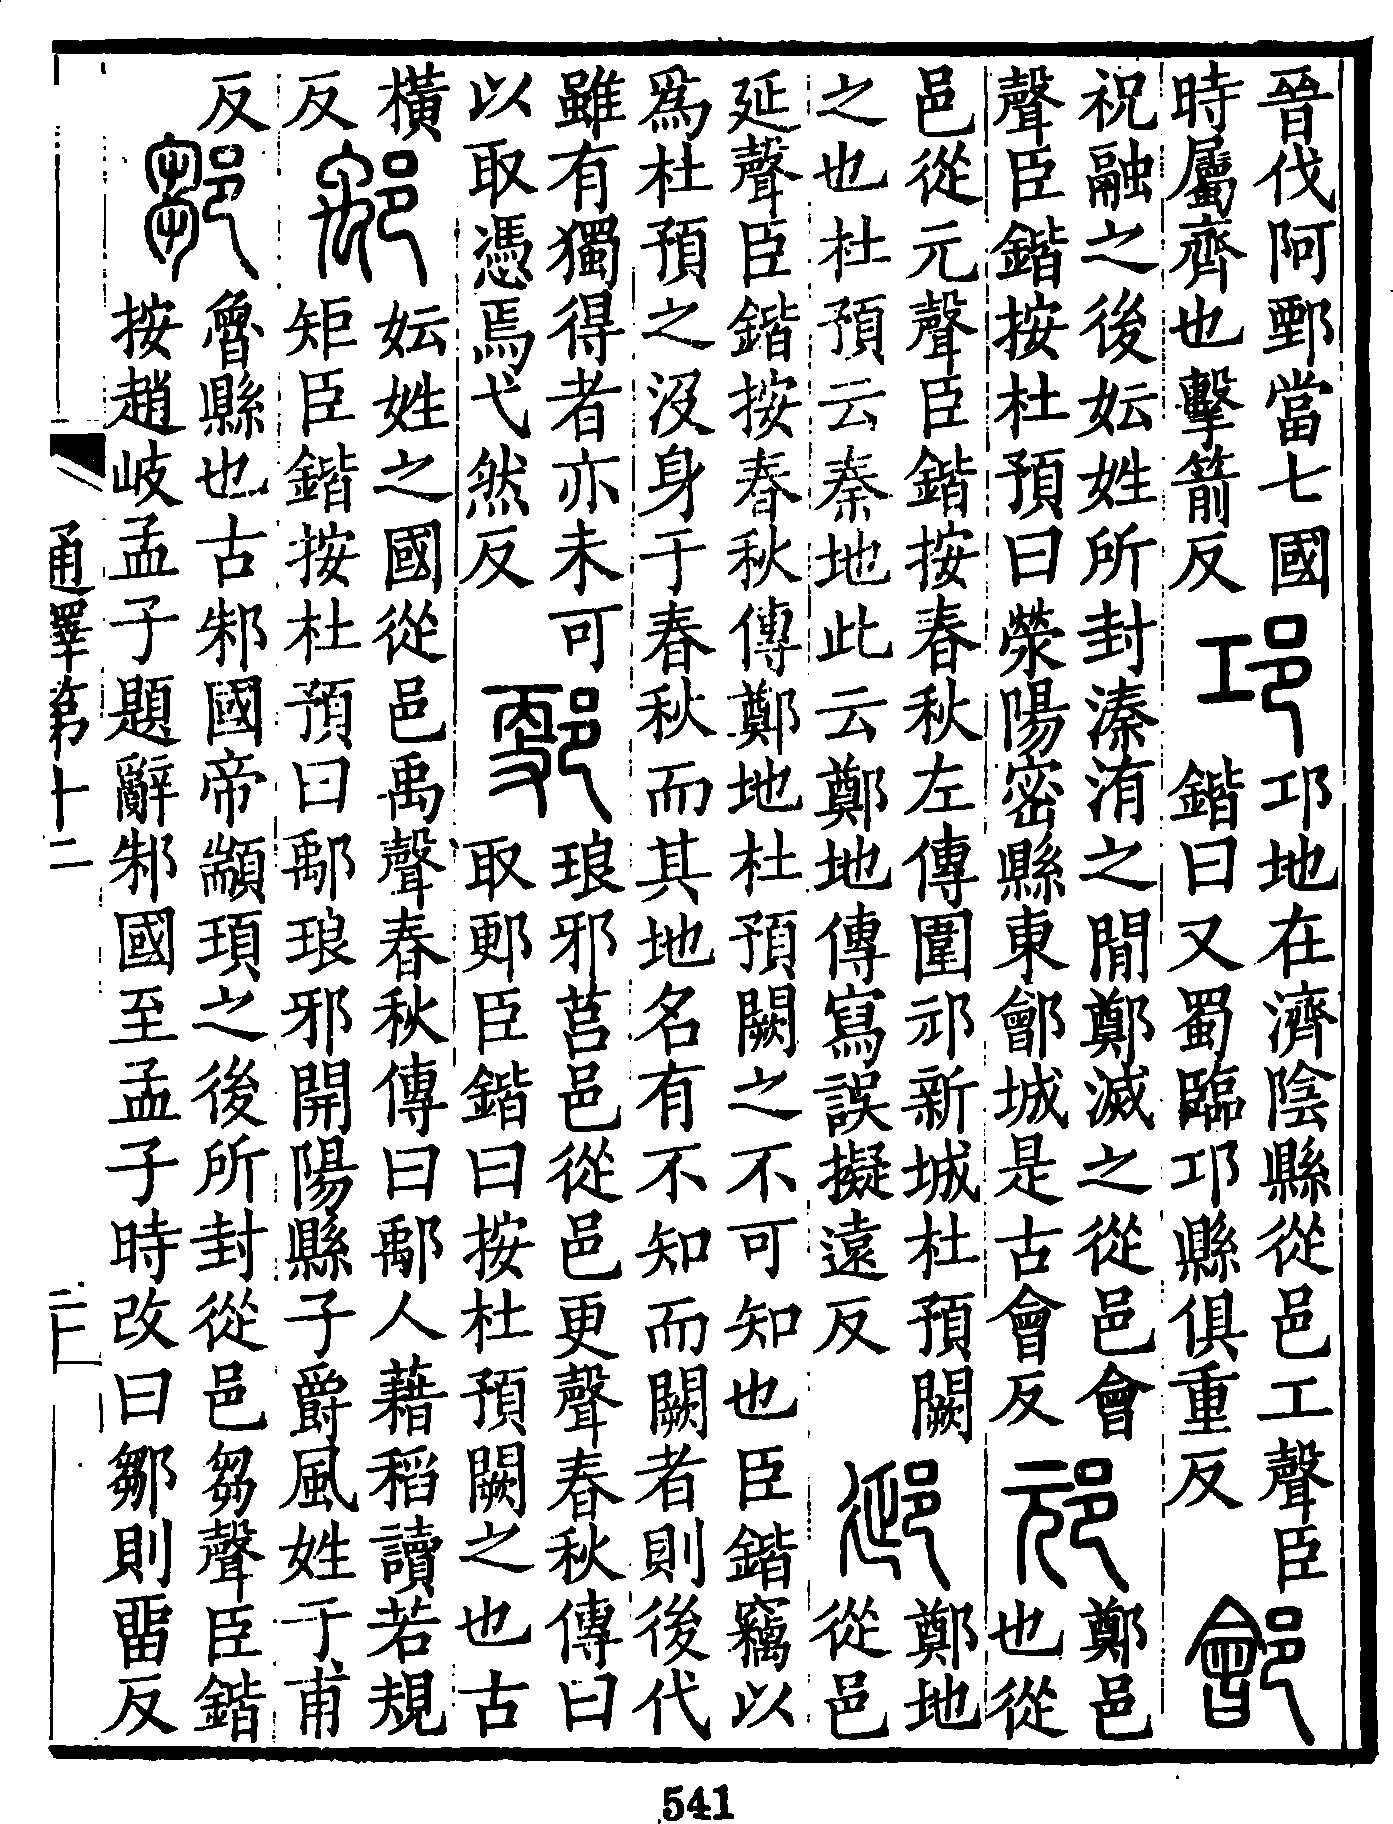 晉伐阿鄄當七國
時屬齊也擊箭反
邛
邛地在濟陰縣從邑工聲臣
鍇曰又蜀臨邛縣俱重反
鄶
祝融之後妘姓所封溱洧之閒鄭滅之從邑會
聲臣鍇按杜預曰滎陽密縣東鄶城是古會反
邧
鄭邑
也從
邑從元聲臣鍇按春秋左傳圍邧新城杜預闕
之也杜預云秦地此云鄭地傳寫誤擬遠反
郔
鄭地
從邑
延聲臣鍇按春秋傳鄭地杜預闕之不可知也臣鍇竊以
爲杜預之沒身于春秋而其地名有不知而闕者則後代
雖有獨得者亦未可
以取憑焉弋然反
郠
琅邪莒邑從邑更聲春秋傳曰
取郠臣鍇曰按杜預闕之也古
橫
反
鄅
妘姓之國從邑禹聲春秋傳曰鄅人藉稻讀若規
矩臣鍇按杜預曰鄅琅邪開陽縣子爵風姓于甫
反
鄒
魯縣也古邾國帝顓頊之後所封從邑芻聲臣鍇
按趙岐孟子題辭邾國至孟子時改曰鄒則畱反
通釋第十二
541